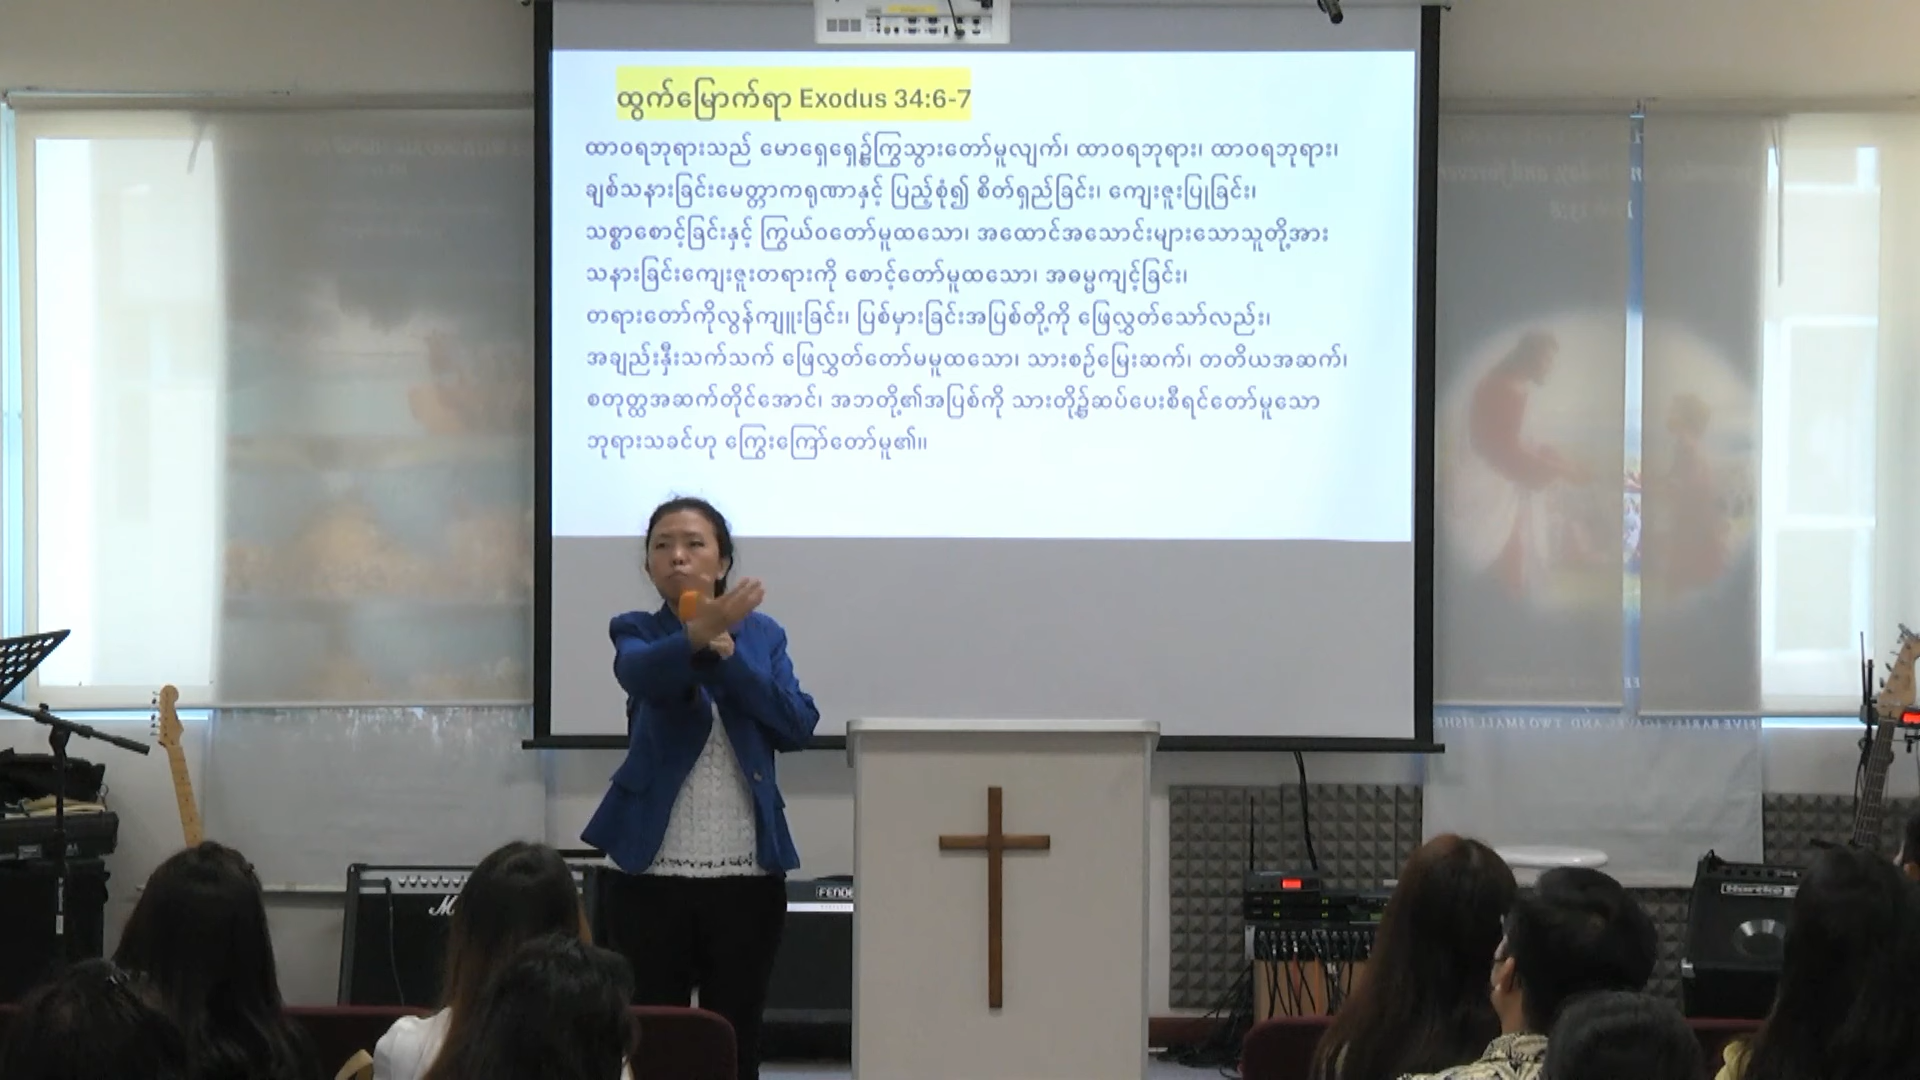 ထွက်မြောက်ရာ Exodus 34:6-7
ထာဝရဘုရားသည် မောရှေရှေ့၌ကြွသွားတော်မူလျက်၊ ထာဝရဘုရား၊ ထာဝရဘုရား၊
ချစ်သနားခြင်းမေတ္တာကရုဏာနှင့် ပြည့်စုံ၍ စိတ်ရှည်ခြင်း၊ ကျေးဇူးပြုခြင်း၊
သစ္စာစောင့်ခြင်းနှင့် ကြွယ်ဝတော်မူထသော၊ အထောင်အသောင်းများသောသူတို့အား
သနားခြင်းကျေးဇူးတရားကို စောင့်တော်မူထသော၊ အဓမ္မကျင့်ခြင်း၊
တရားတော်ကိုလွန်ကျူးခြင်း၊ ပြစ်မှားခြင်းအပြစ်တို့ကို ဖြေလွှတ်သော်လည်း၊
အချည်းနှီးသက်သက် ဖြေလွှတ်တော်မမူထသော၊ သားစဉ်မြေးဆက်၊ တတိယအဆက်၊
စတုတ္ထအဆက်တိုင်အောင်၊ အဘတို့၏အပြစ်ကို သားတို့၌ဆပ်ပေးစီရင်တော်မူသော
ဘုရားသခင်ဟု ကြွေးကြော်တော်မူ၏။
FENDE
Hartke